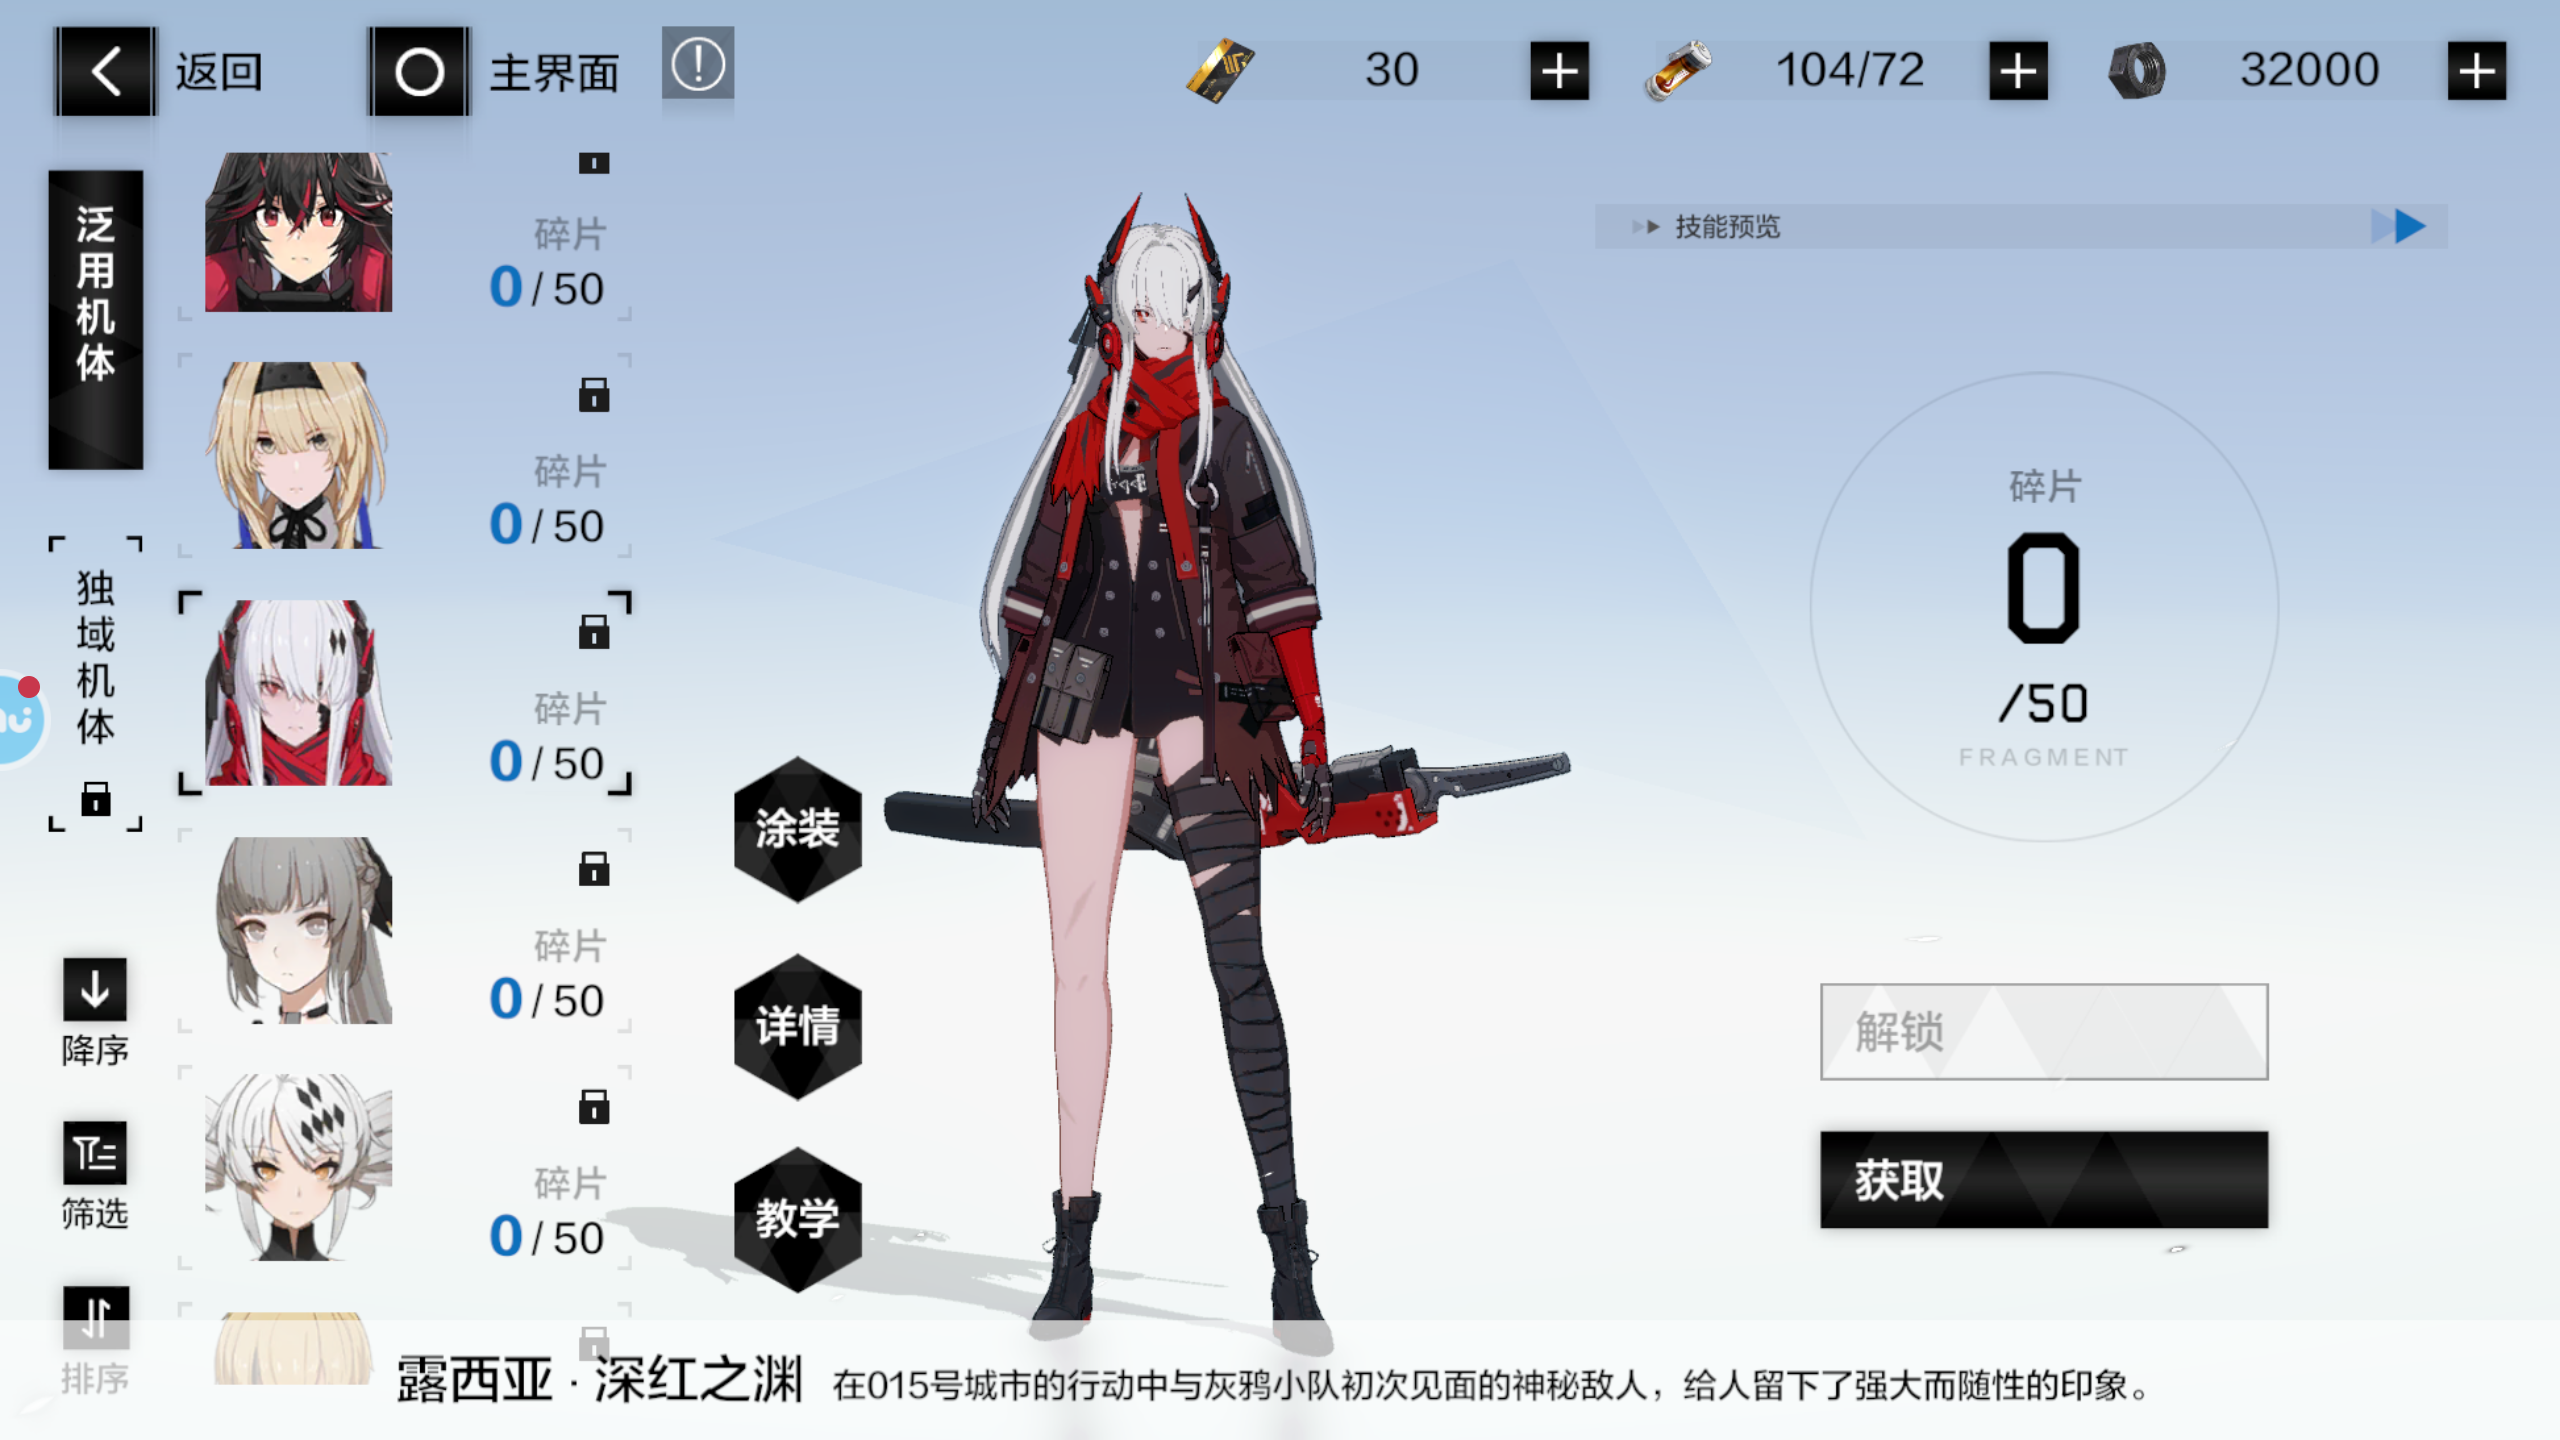 返回
主界面
30
104/72
32000
泛用机体
独域机体
降序
筛选
排序
碎片
0/50
碎片
0/50
碎片
0/50
碎片
0/50
碎片
0/50
涂装
详情
教学
技能预览
碎片
0
/50
FRAGMENT
解锁
获取
露西亚·深红之渊
在015号城市的行动中与灰鸦小队初次见面的神秘敌人，给人留下了强大而随性的印象。